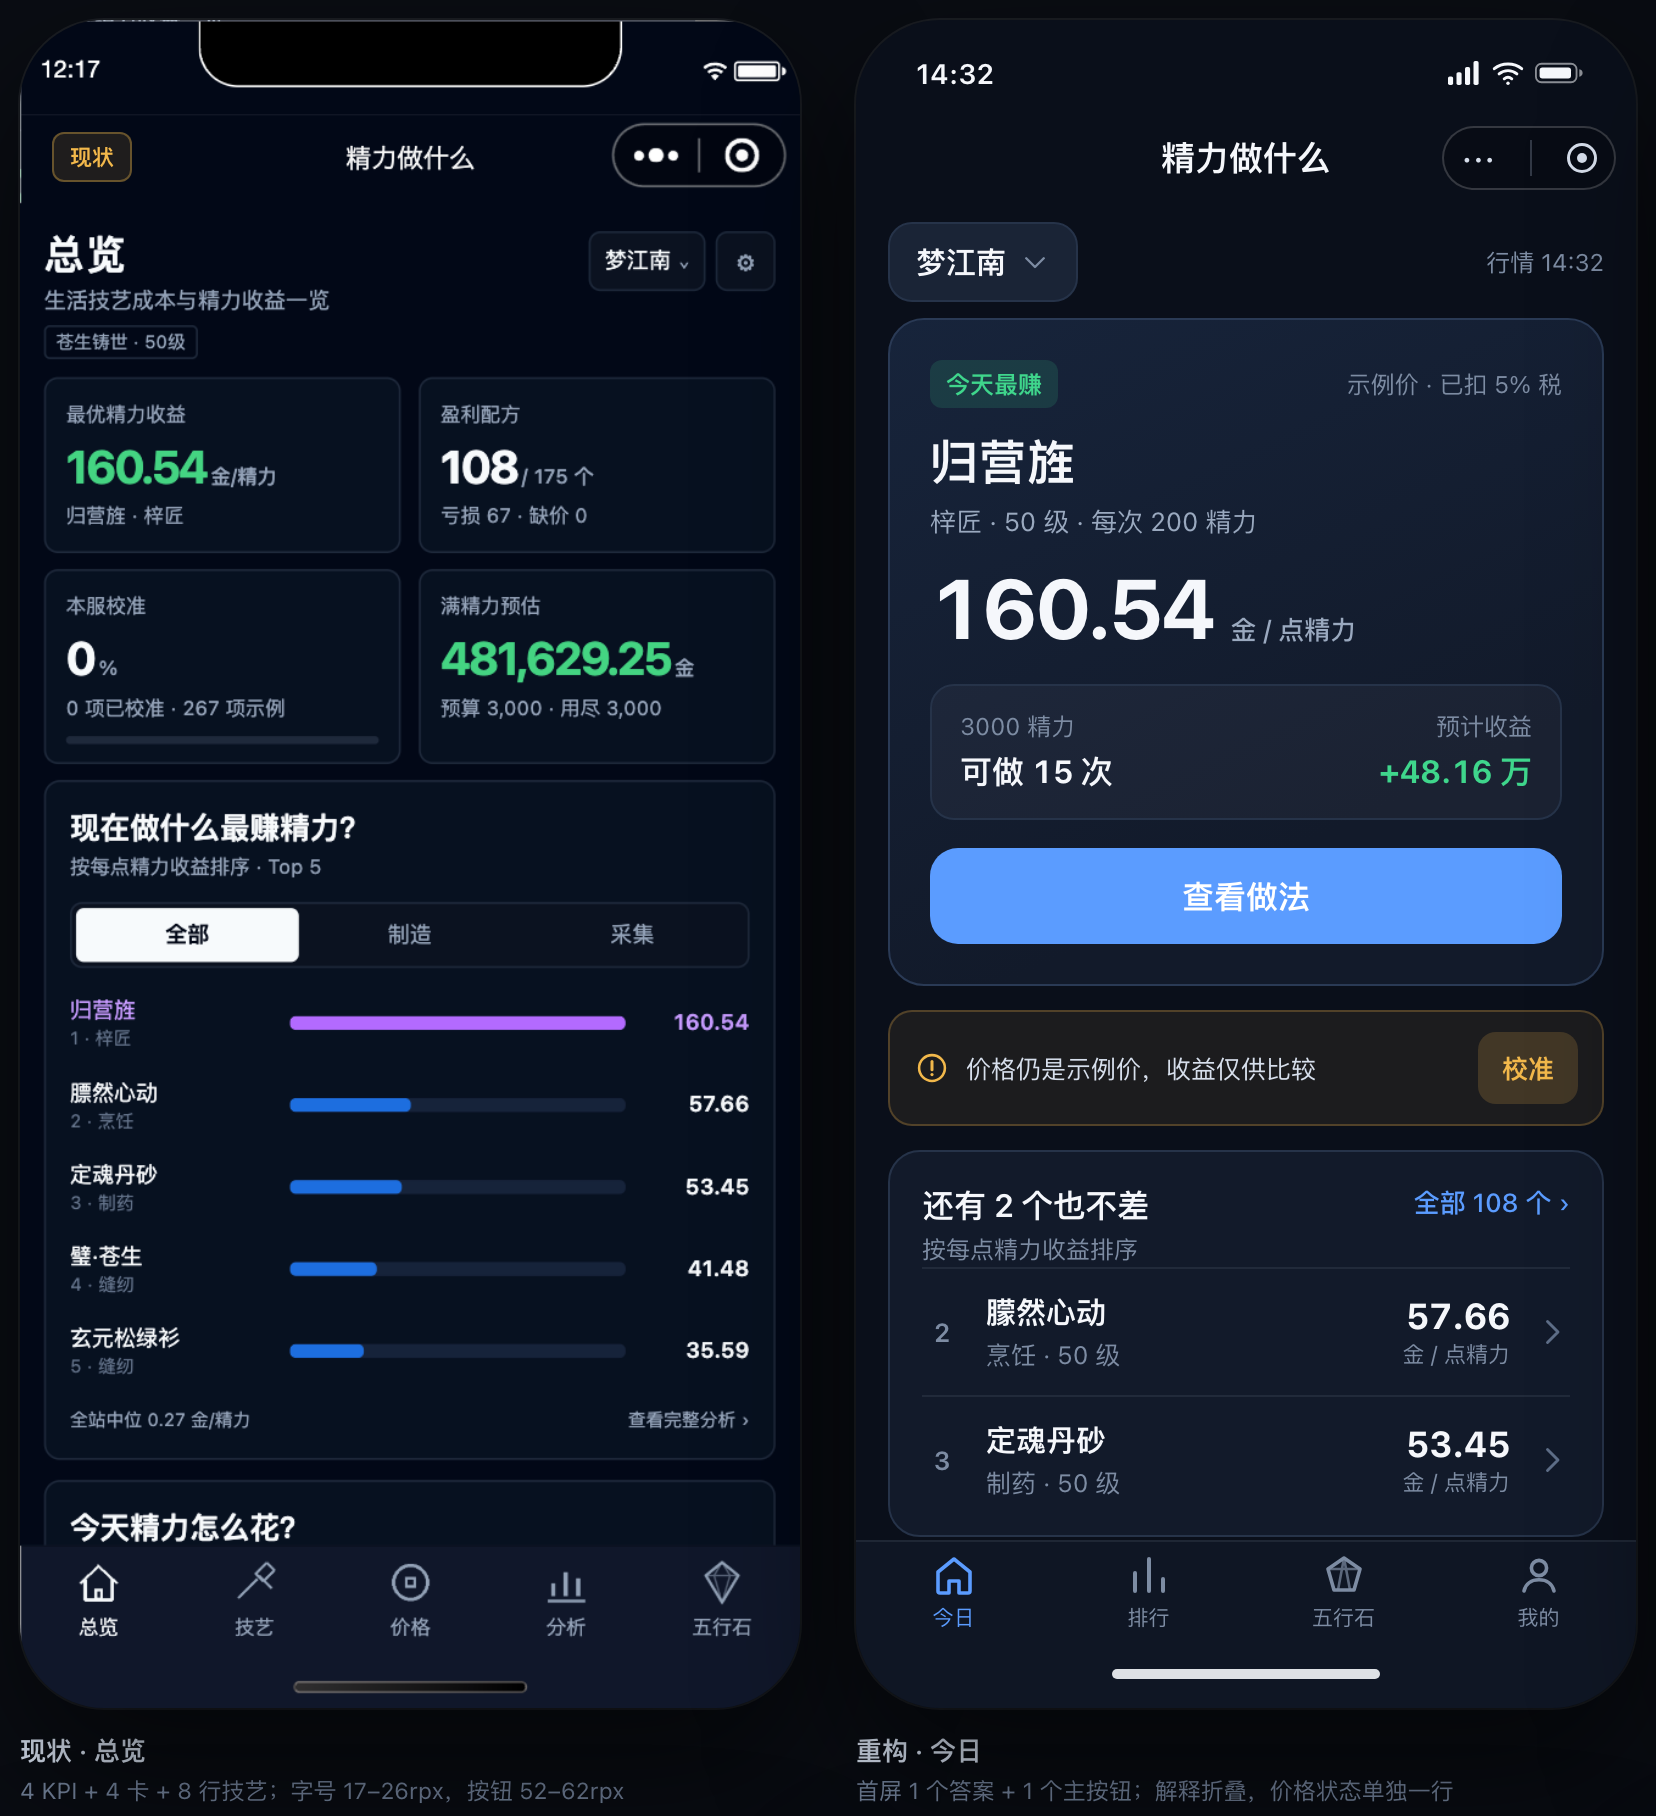 12:17
现状
精力做什么
总览
梦江南
生活技艺成本与精力收益一览
苍生铸世 · 50级
最优精力收益
160.54 金/精力
归营旌 · 梓匠
盈利配方
108 / 175 个
亏损 67 · 缺价 0
本服校准
0 %
0 项已校准 · 267 项示例
满精力预估
481,629.25 金
预算 3,000 · 用尽 3,000
现在做什么最赚精力?
按每点精力收益排序 · Top 5
全部 制造 采集
归营旌 160.54
1 · 梓匠
臁然心动 57.66
2 · 烹饪
定魂丹砂 53.45
3 · 制药
璧·苍生 41.48
4 · 缝纫
玄元松绿衫 35.59
5 · 缝纫
全站中位 0.27 金/精力 查看完整分析 ›
今天精力怎么花?
总览 技艺 价格 分析 五行石
现状 · 总览
4 KPI + 4 卡 + 8 行技艺；字号 17–26rpx，按钮 52–62rpx
14:32
精力做什么
梦江南
行情 14:32
今天最赚
示例价 · 已扣 5% 税
归营旌
梓匠 · 50 级 · 每次 200 精力
160.54 金 / 点精力
3000 精力 预计收益
可做 15 次 +48.16 万
查看做法
价格仍是示例价，收益仅供比较
校准
还有 2 个也不差
全部 108 个 ›
按每点精力收益排序
2 朦然心动 57.66
烹饪 · 50 级 金 / 点精力
3 定魂丹砂 53.45
制药 · 50 级 金 / 点精力
今日 排行 五行石 我的
重构 · 今日
首屏 1 个答案 + 1 个主按钮；解释折叠，价格状态单独一行